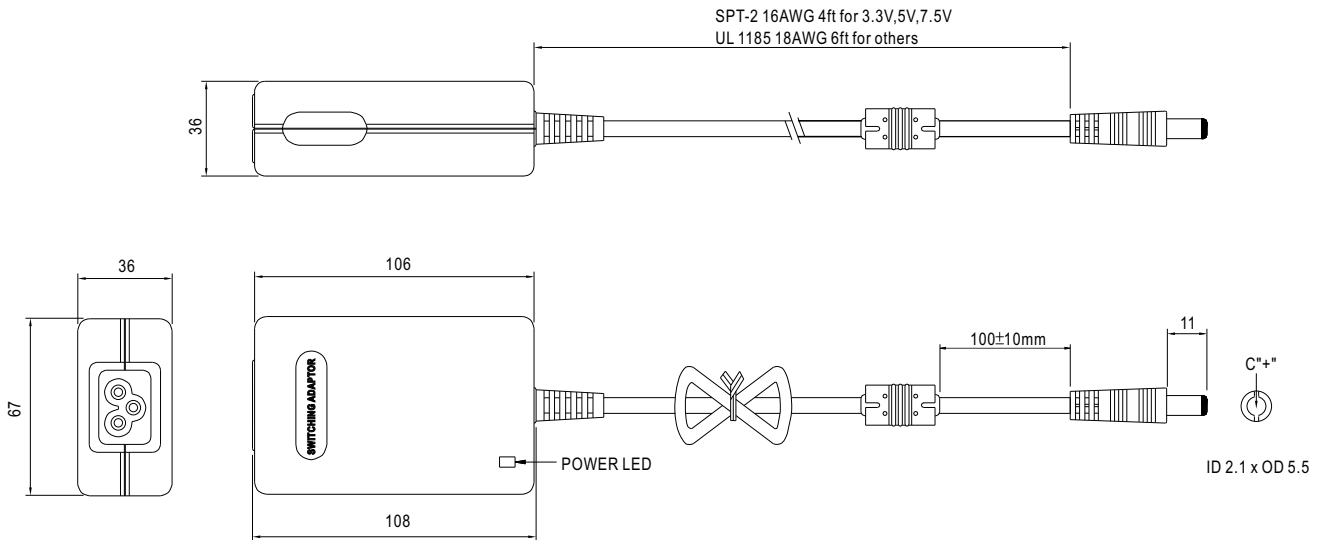 SPT-2 16AWG 4ft for 3.3V,5V,7.5V
UL 1185 18AWG 6ft for others
36
36
106
67
SWITCHING ADAPTOR
100±10mm
11
C"+"
POWER LED
ID 2.1 x OD 5.5
108